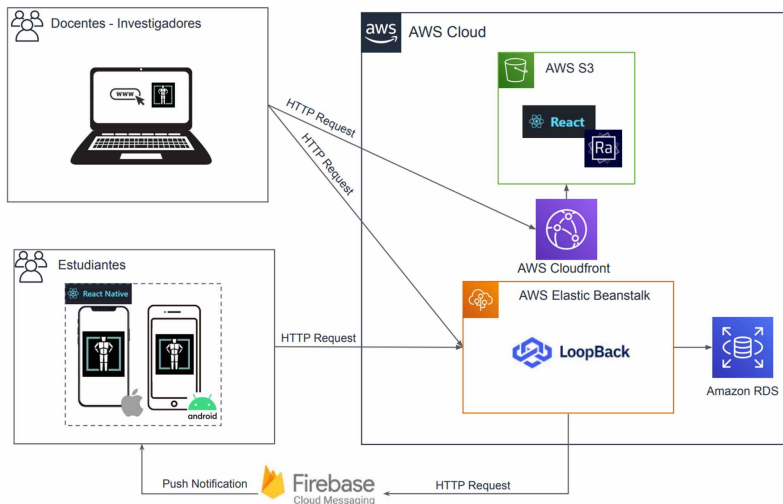 Docentes - Investigadores
www
aws
AWS Cloud
AWS S3
React
Ra
HTTP Request
HTTP Request
AWS Cloudfront
Estudiantes
React Native
android
HTTP Request
AWS Elastic Beanstalk
LoopBack
Amazon RDS
Push Notification
Firebase
Cloud Messaging
HTTP Request